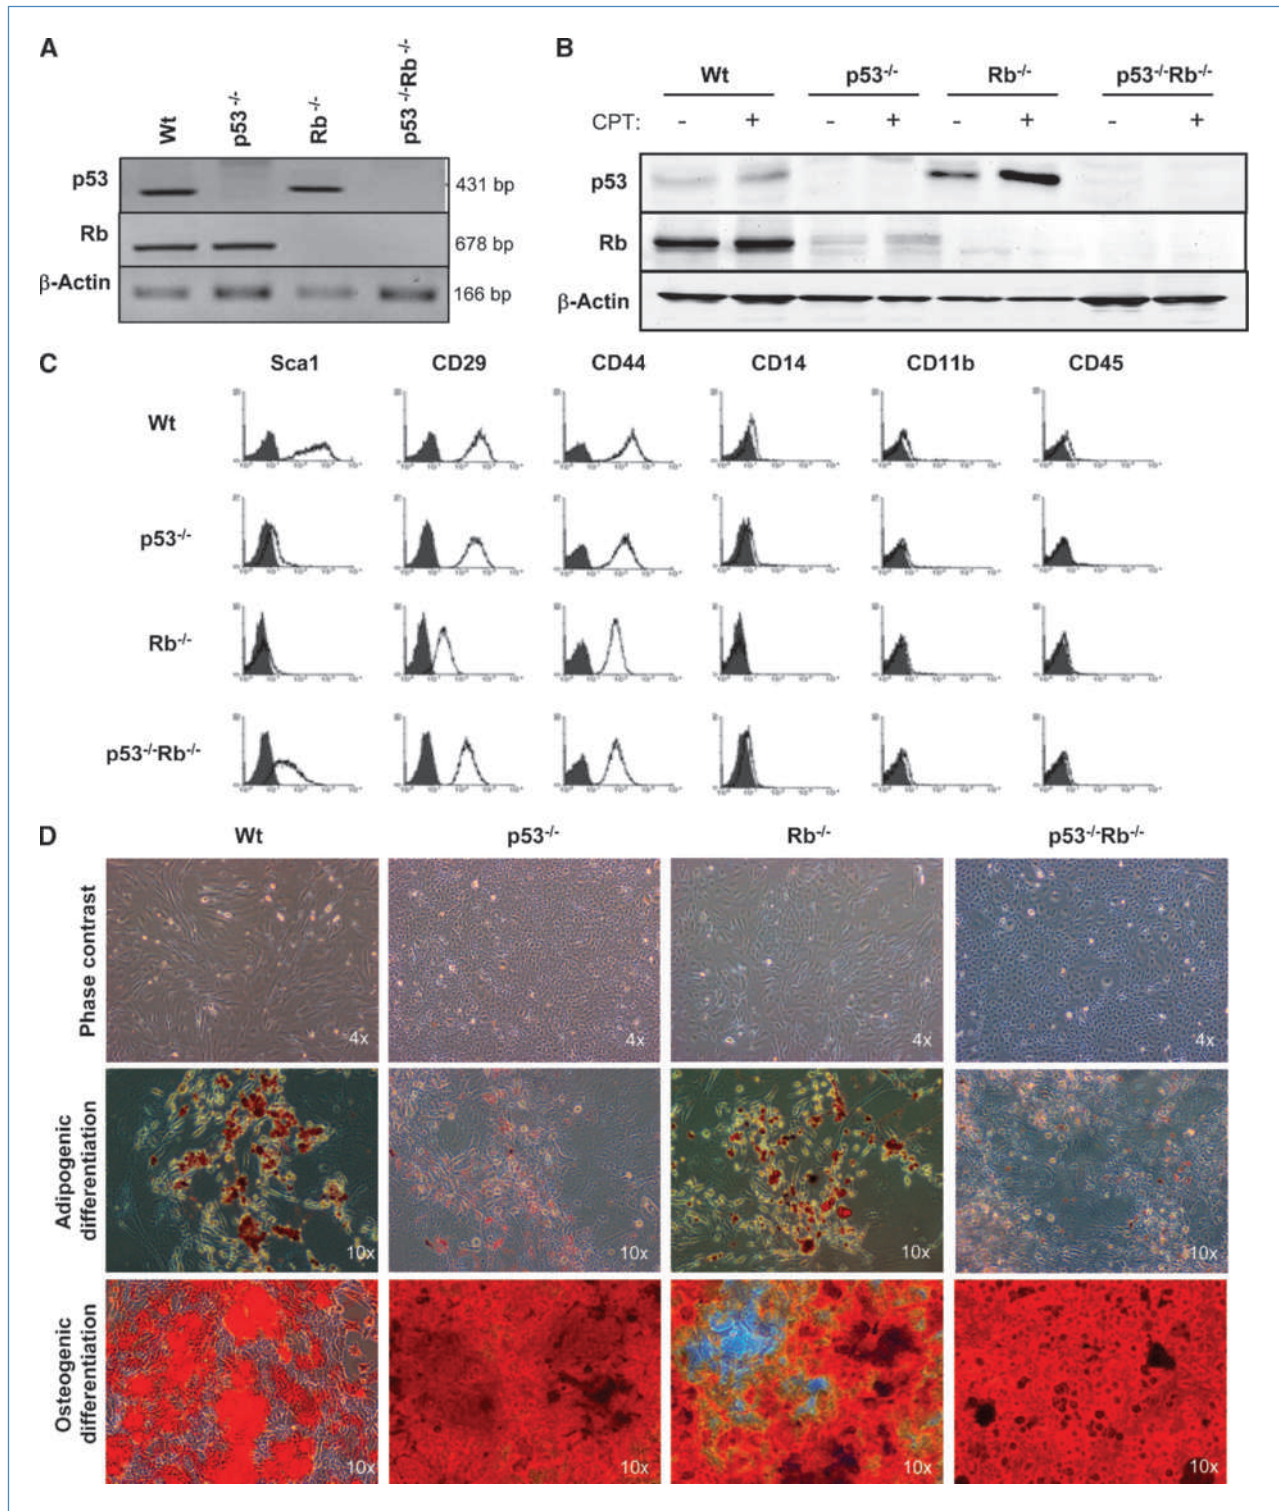 A
Wt
p53 -/-
Rb -/-
p53 -/-Rb -/-
p53
431 bp
Rb
678 bp
β-Actin
166 bp
B
Wt
p53-/-
Rb-/-
p53-/-Rb-/-
CPT: - + - + - + - +
p53
Rb
β-Actin
C
Sca1 CD29 CD44 CD14 CD11b CD45
Wt
p53-/-
Rb-/-
p53-/-Rb-/-
D
Wt p53-/- Rb-/- p53-/-Rb-/-
Phase contrast
4x 4x 4x 4x
Adipogenic
differentiation
10x 10x 10x 10x
Osteogenic
differentiation
10x 10x 10x 10x